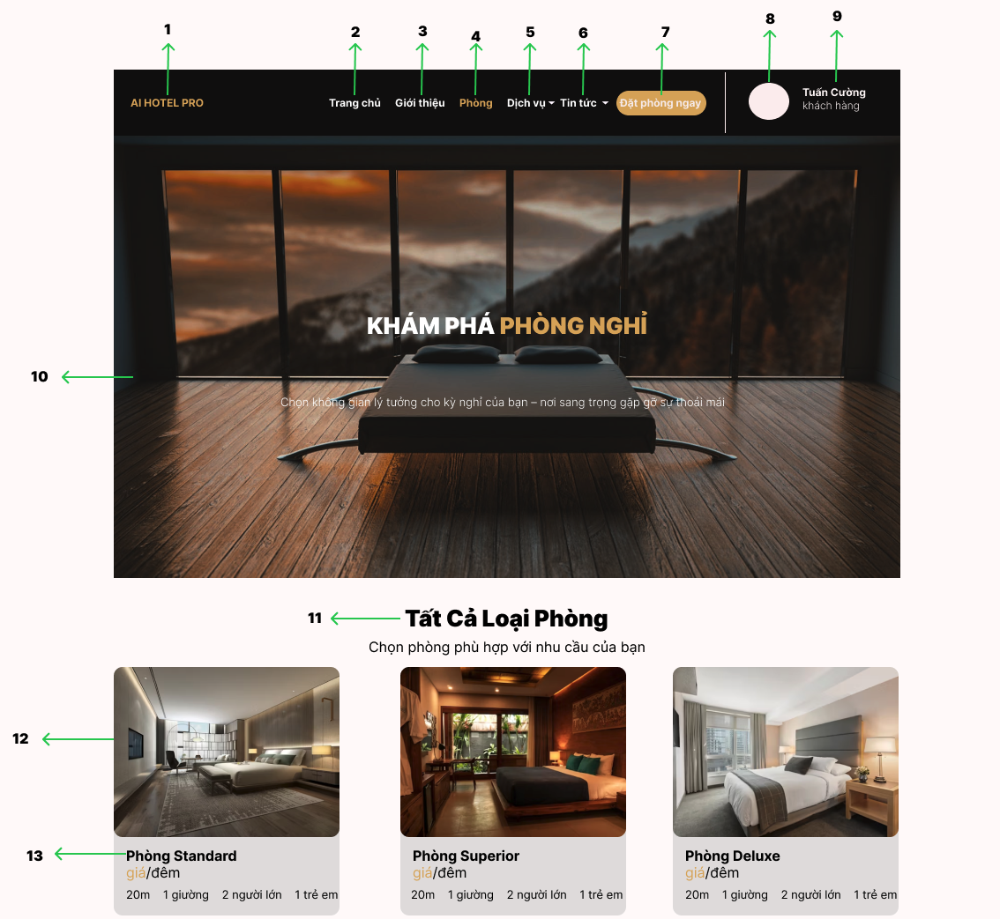 1 2 3 4 5 6 7 8 9
AI HOTEL PRO Trang chủ Giới thiệu Phòng Dịch vụ Tin tức Đặt phòng ngay Tuấn Cường
khách hàng
KHÁM PHÁ PHÒNG NGHỈ
10
Chọn không gian lý tưởng cho kỳ nghỉ của bạn – nơi sang trọng gặp gỡ sự thoải mái
11 Tất Cả Loại Phòng
Chọn phòng phù hợp với nhu cầu của bạn
12
13
Phòng Standard
giá/đêm
20m 1 giường 2 người lớn 1 trẻ em
Phòng Superior
giá/đêm
20m 1 giường 2 người lớn 1 trẻ em
Phòng Deluxe
giá/đêm
20m 1 giường 2 người lớn 1 trẻ em